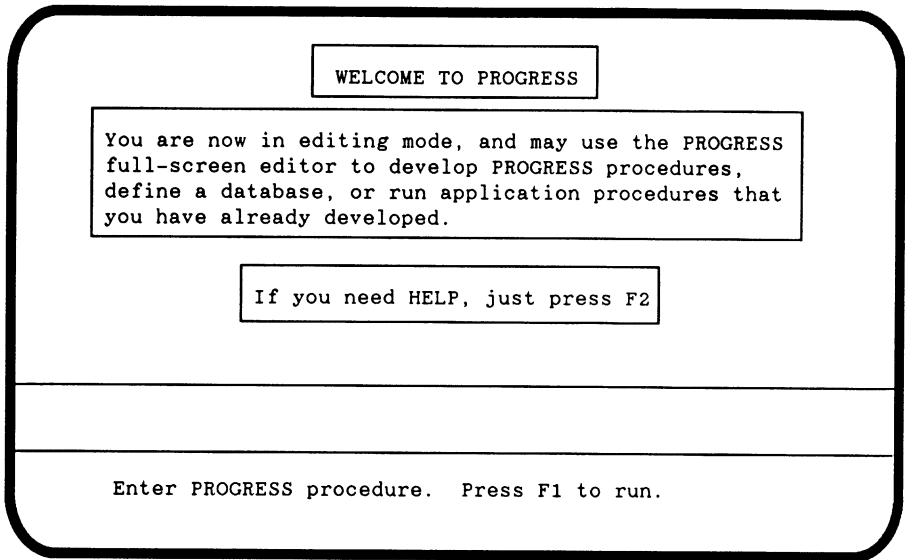 WELCOME TO PROGRESS
You are now in editing mode, and may use the PROGRESS
full-screen editor to develop PROGRESS procedures,
define a database, or run application procedures that
you have already developed.
If you need HELP, just press F2
Enter PROGRESS procedure.  Press F1 to run.